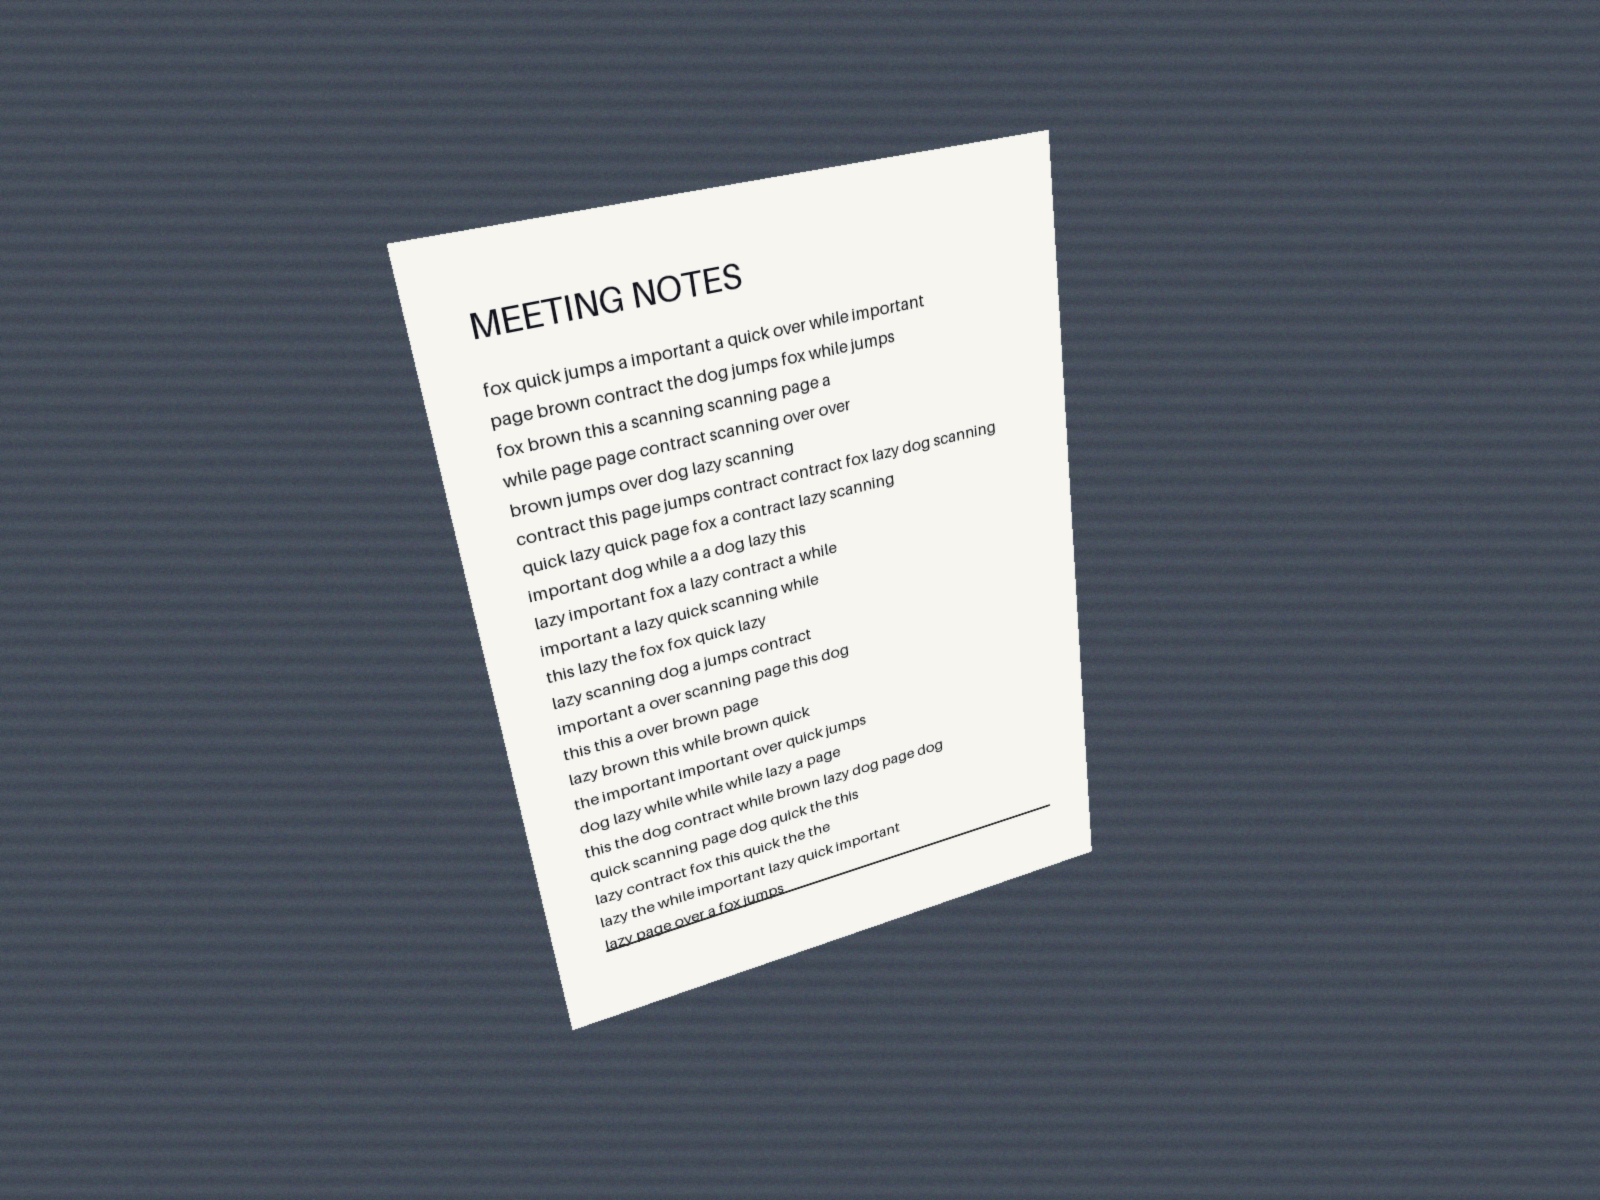 MEETING NOTES
fox quick jumps a important a quick over while important
page brown contract the dog jumps fox while jumps
fox brown this a scanning scanning page a
while page page contract scanning over over
brown jumps over dog lazy scanning
contract this page jumps contract contract fox lazy dog scanning
quick lazy quick page fox a contract lazy scanning
important dog while a a dog lazy this
lazy important fox a lazy contract a while
important a lazy quick scanning while
this lazy the fox fox quick lazy
lazy scanning dog a jumps contract
important a over scanning page this dog
this this a over brown page
lazy brown this while brown quick
the important important over quick jumps
dog lazy while while while lazy a page
this the dog contract while brown lazy dog page dog
quick scanning page dog quick the this
lazy contract fox this quick the the
lazy the while important lazy quick important
lazy page over a fox jumps